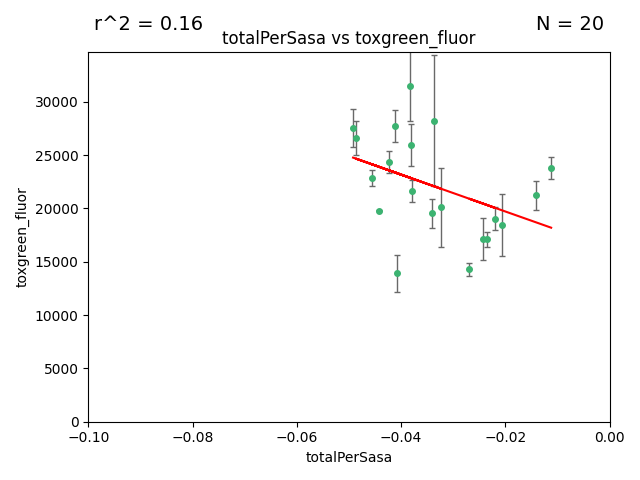 r^2 = 0.16
N = 20
totalPerSasa vs toxgreen_fluor
30000
25000
20000
15000
10000
5000
0
toxgreen_fluor
−0.10
−0.08
−0.06
−0.04
−0.02
0.00
totalPerSasa